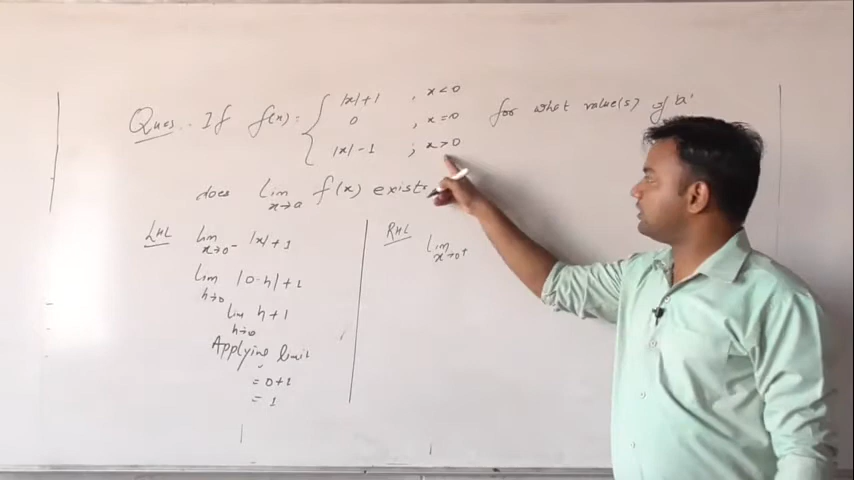 Ques. If f(x) = { |x|+1 , x<0 for what value(s) of 'a'
0 , x=0
|x|-1 ; x>0
does lim x→a f(x) exists
LHL lim x→0- |x|+1
lim h→0 |0-h|+1
lim h→0 h+1
Applying limit
= 0+1
= 1
RHL
lim x→0+